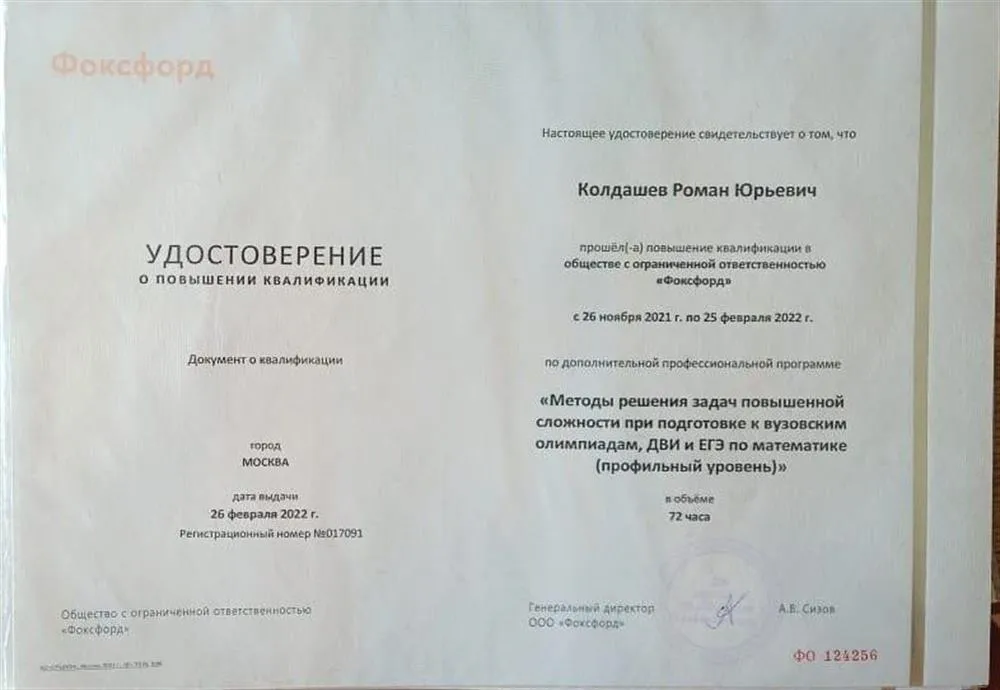 Фоксфорд
УДОСТОВЕРЕНИЕ
О ПОВЫШЕНИИ КВАЛИФИКАЦИИ
Документ о квалификации
город
МОСКВА
дата выдачи
26 февраля 2022 г.
Регистрационный номер №017091
Общество с ограниченной ответственностью
«Фоксфорд»
Настоящее удостоверение свидетельствует о том, что
Колдашев Роман Юрьевич
прошёл(-а) повышение квалификации в
обществе с ограниченной ответственностью
«Фоксфорд»
с 26 ноября 2021 г. по 25 февраля 2022 г.
по дополнительной профессиональной программе
«Методы решения задач повышенной
сложности при подготовке к вузовским
олимпиадам, ДВИ и ЕГЭ по математике
(профильный уровень)»
в объёме
72 часа
Генеральный директор
ООО «Фоксфорд»
А.В. Сизов
ФО 124256